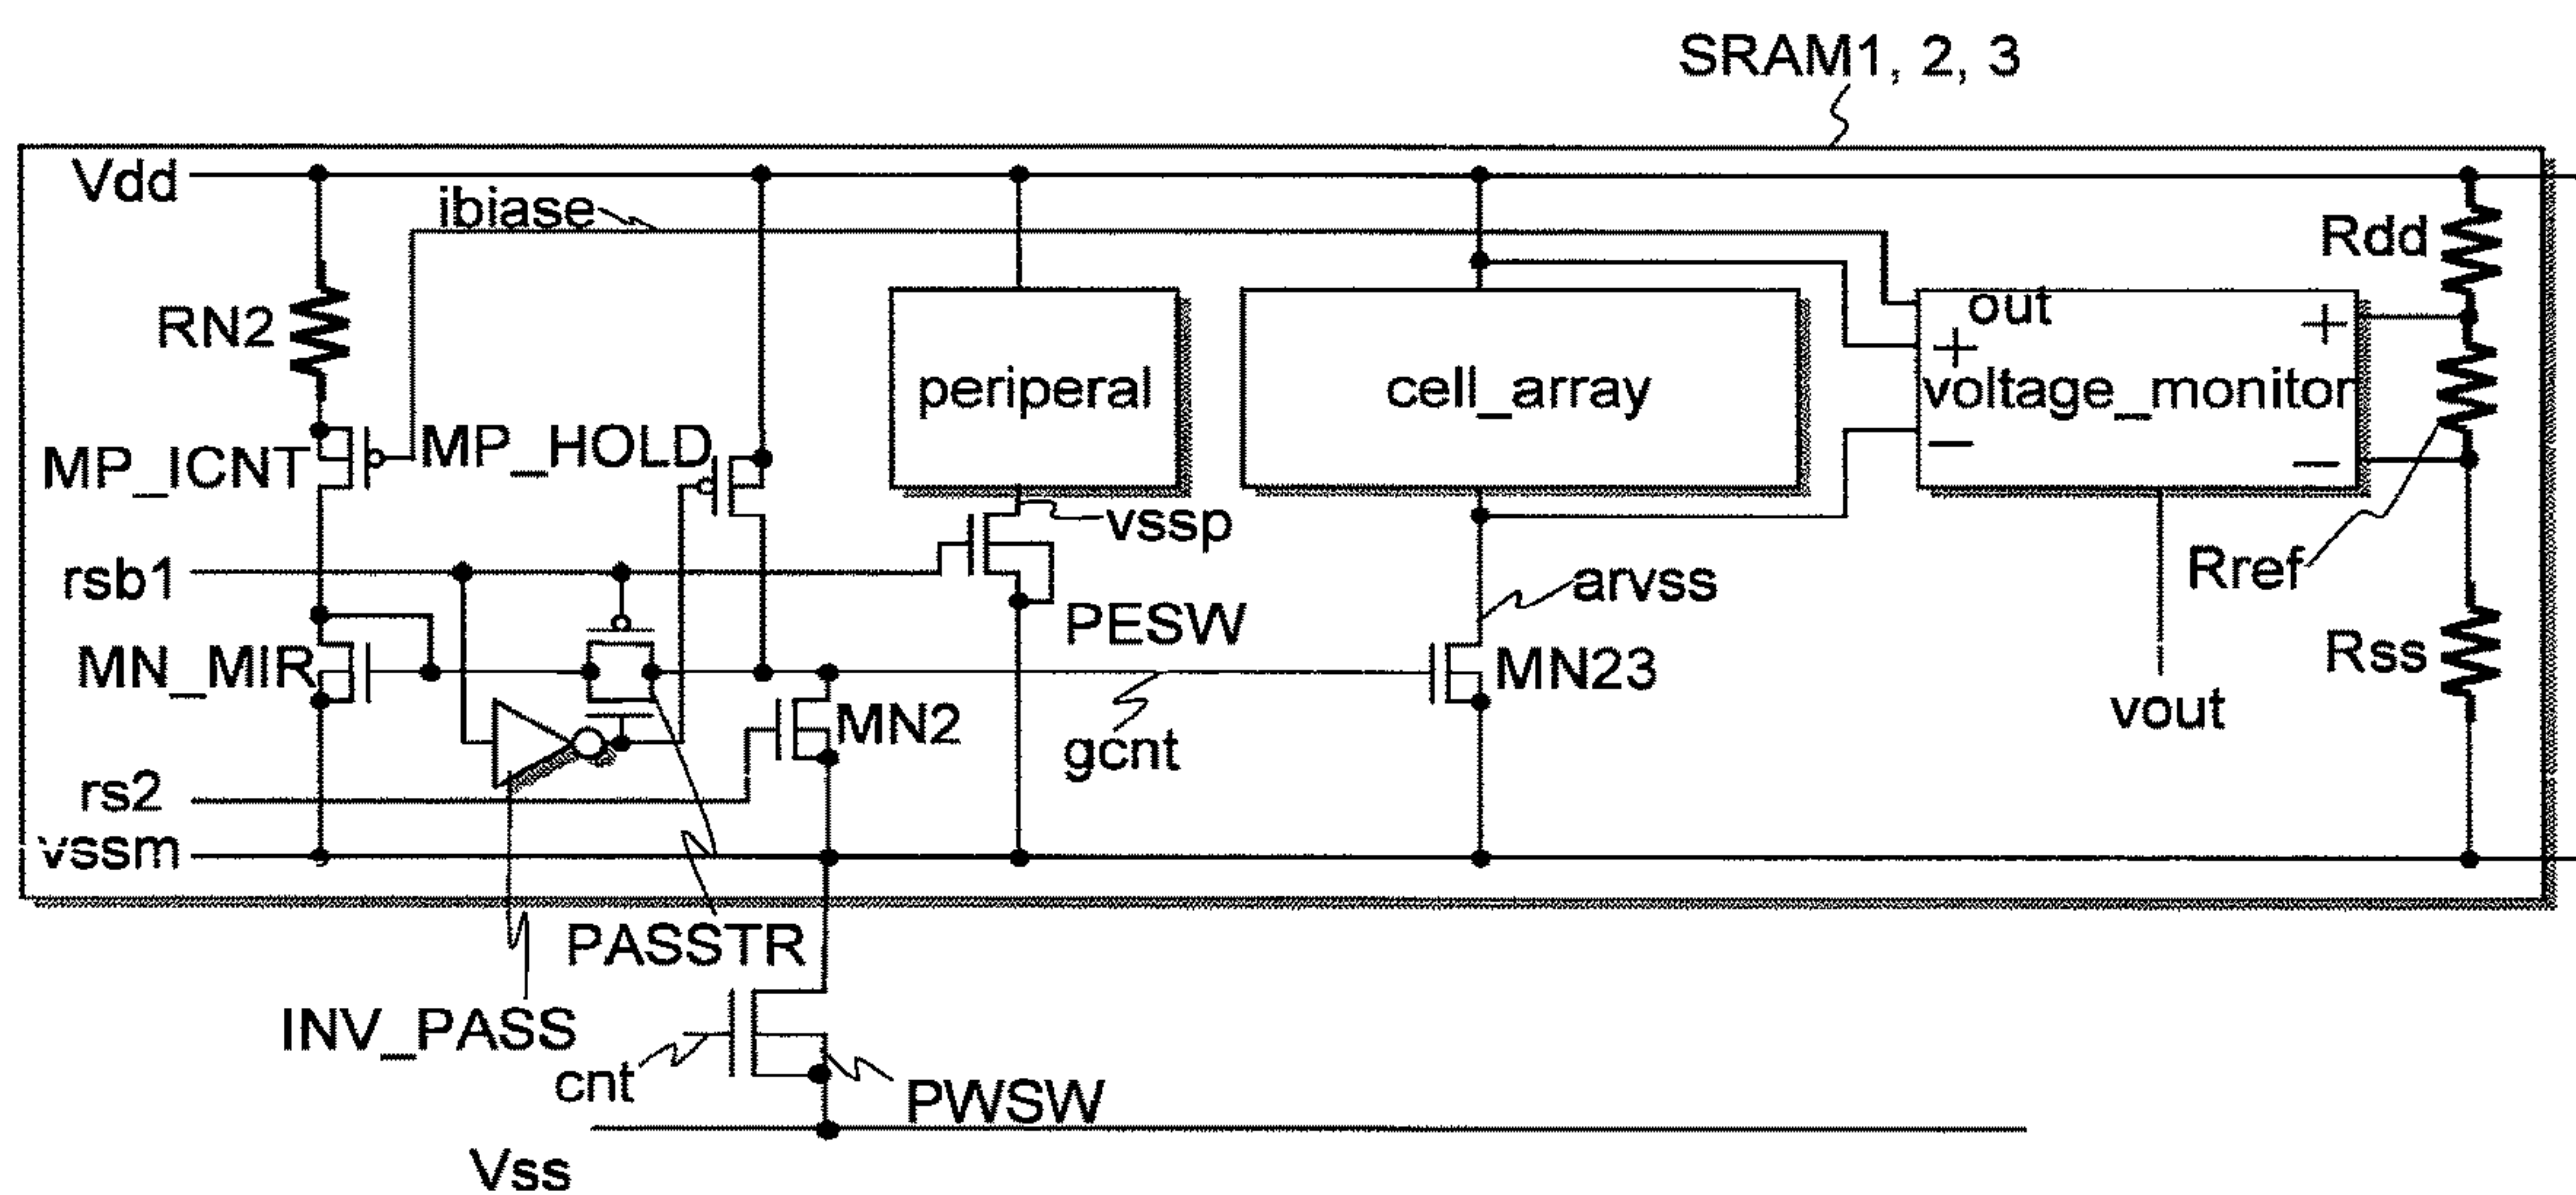 SRAM1, 2, 3
Vdd
ibiase
Rdd
RN2
out
+
+
periperal
cell_array
voltage_monitor
MP_ICNT
MP_HOLD
−
−
vssp
Rref
rsb1
arvss
PESW
MN_MIR
MN23
Rss
MN2
vout
gcnt
rs2
vssm
PASSTR
INV_PASS
cnt
PWSW
Vss